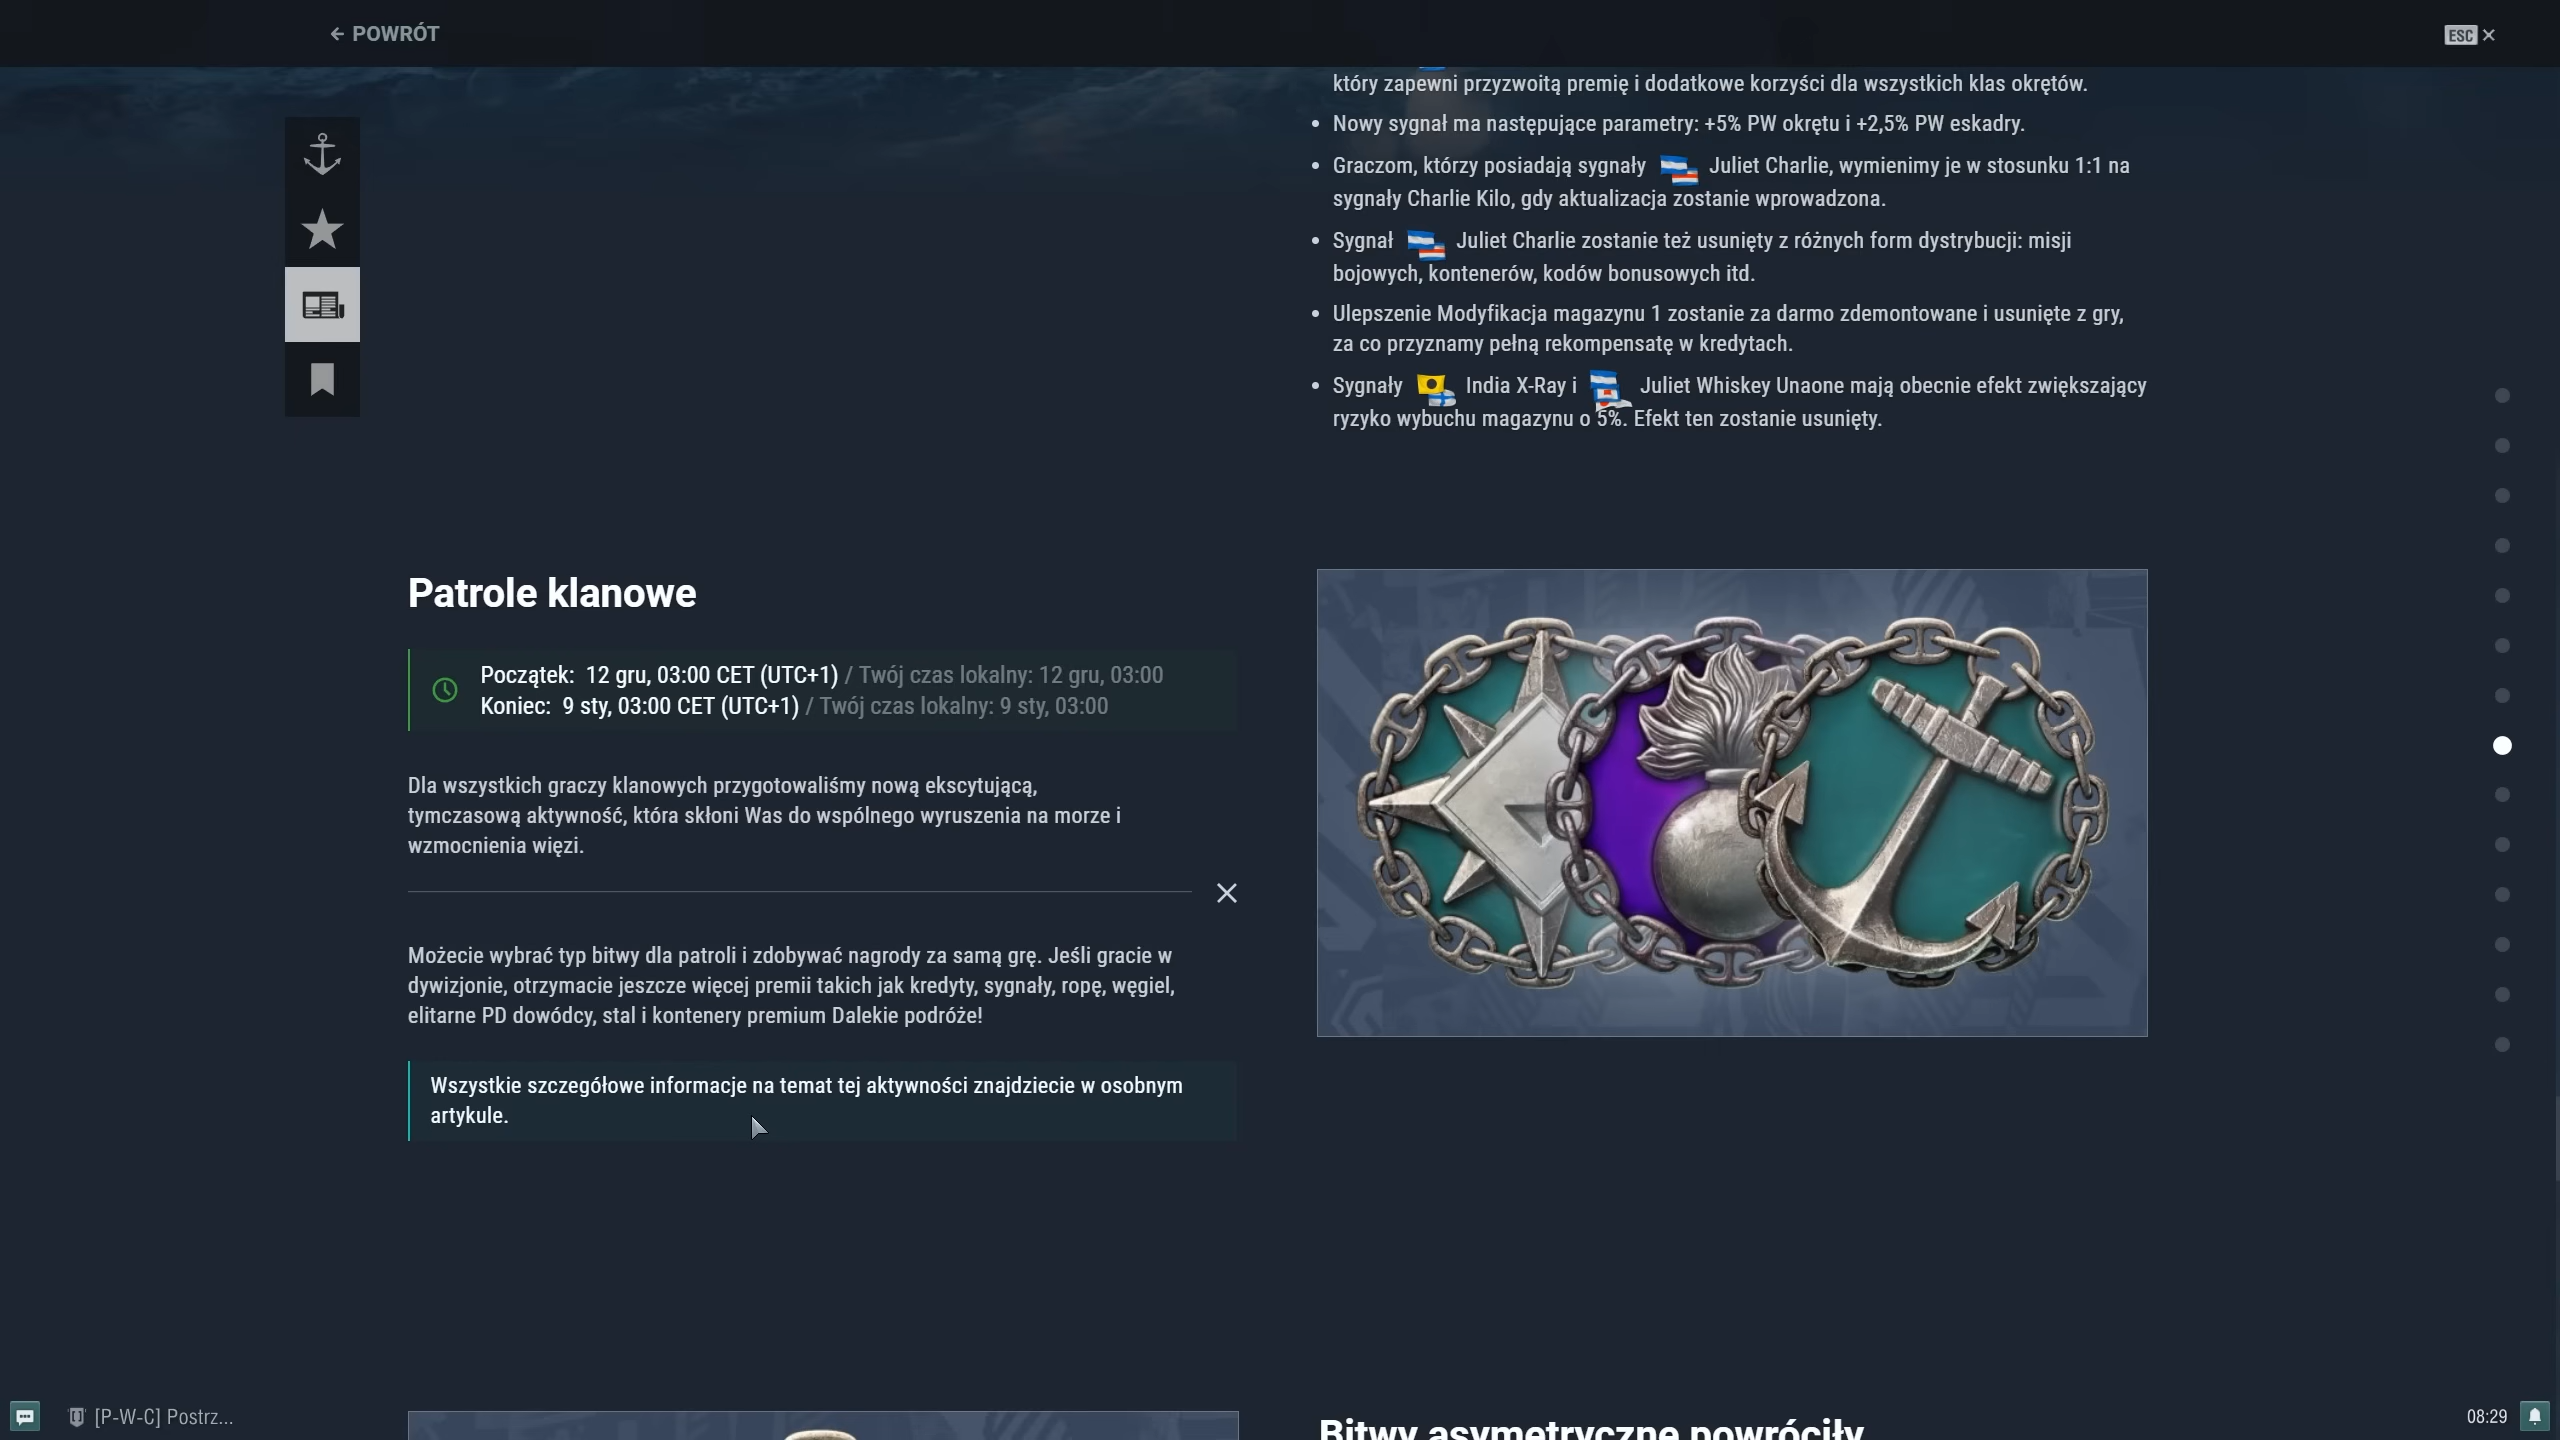 POWRÓT
ESC
który zapewni przyzwoitą premię i dodatkowe korzyści dla wszystkich klas okrętów.
Nowy sygnał ma następujące parametry: +5% PW okrętu i +2,5% PW eskadry.
Graczom, którzy posiadają sygnały Juliet Charlie, wymienimy je w stosunku 1:1 na
sygnały Charlie Kilo, gdy aktualizacja zostanie wprowadzona.
Sygnał Juliet Charlie zostanie też usunięty z różnych form dystrybucji: misji
bojowych, kontenerów, kodów bonusowych itd.
Ulepszenie Modyfikacja magazynu 1 zostanie za darmo zdemontowane i usunięte z gry,
za co przyznamy pełną rekompensatę w kredytach.
Sygnały India X-Ray i Juliet Whiskey Unaone mają obecnie efekt zwiększający
ryzyko wybuchu magazynu o 5%. Efekt ten zostanie usunięty.
Patrole klanowe
Początek: 12 gru, 03:00 CET (UTC+1) / Twój czas lokalny: 12 gru, 03:00
Koniec: 9 sty, 03:00 CET (UTC+1) / Twój czas lokalny: 9 sty, 03:00
Dla wszystkich graczy klanowych przygotowaliśmy nową ekscytującą,
tymczasową aktywność, która skłoni Was do wspólnego wyruszenia na morze i
wzmocnienia więzi.
Możecie wybrać typ bitwy dla patroli i zdobywać nagrody za samą grę. Jeśli gracie w
dywizjonie, otrzymacie jeszcze więcej premii takich jak kredyty, sygnały, ropę, węgiel,
elitarne PD dowódcy, stal i kontenery premium Dalekie podróże!
Wszystkie szczegółowe informacje na temat tej aktywności znajdziecie w osobnym
artykule.
[P-W-C] Postrz...
Bitwy asymetryczne powróciły
08:29